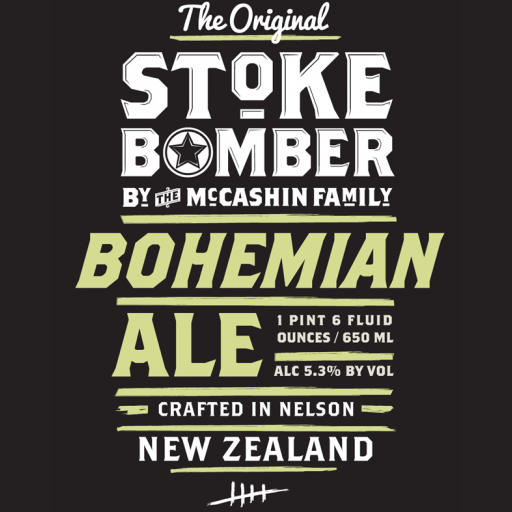 The Original
STOKE
BOMBER
BY THE McCASHIN FAMILY
BOHEMIAN
ALE
1 PINT 6 FLUID
OUNCES / 650 ML
ALC 5.3% BY VOL
CRAFTED IN NELSON
NEW ZEALAND